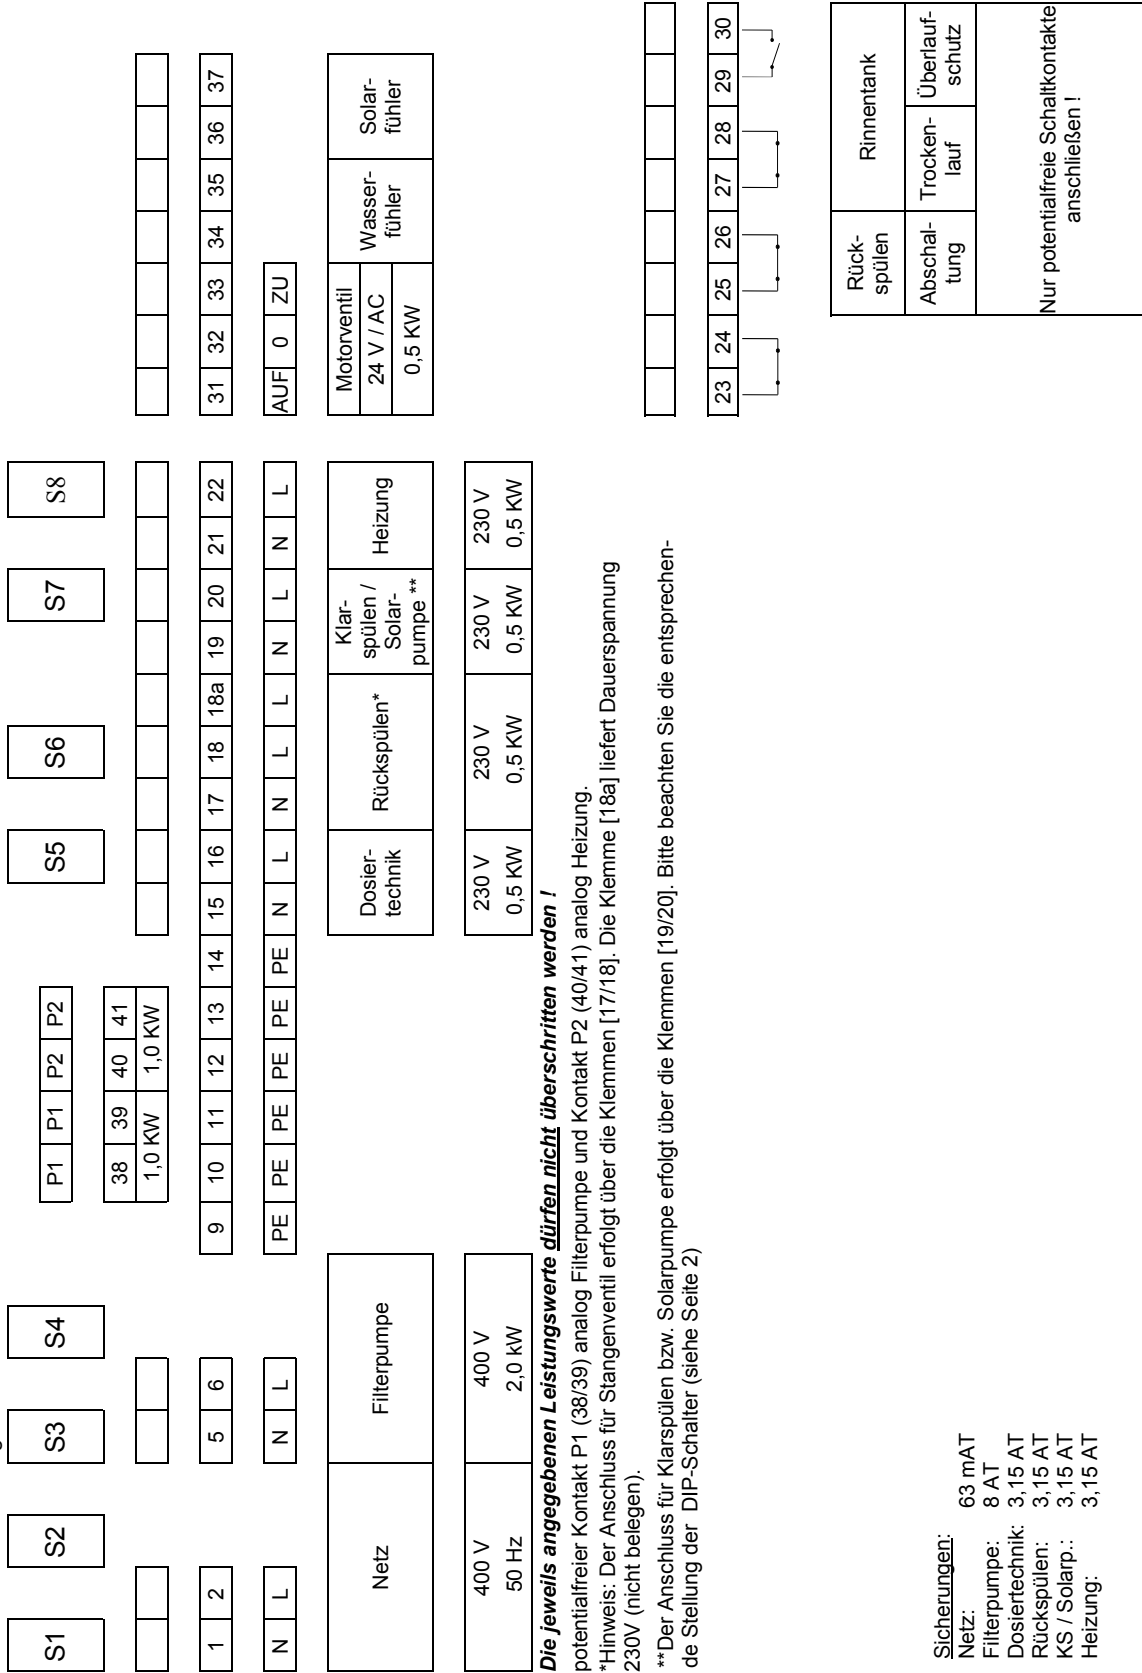 S1 S2 S3 S4 S5 S6 S7 S8
P1 P1 P2 P2
38 39 40 41
1,0 KW 1,0 KW
1 2 5 6 9 10 11 12 13 14 15 16 17 18 18a 19 20 21 22 31 32 33 34 35 36 37
N L N L PE PE PE PE PE PE N L N L L N L N L AUF 0 ZU
Netz
Filterpumpe
Dosier-
technik
Rückspülen*
Klar-
spülen /
Solar-
pumpe **
Heizung
Motorventil
24 V / AC
0,5 KW
Wasser-
fühler
Solar-
fühler
400 V 400 V 230 V 230 V 230 V 230 V
50 Hz 2,0 kW 0,5 KW 0,5 KW 0,5 KW 0,5 KW
Die jeweils angegebenen Leistungswerte dürfen nicht überschritten werden !
potentialfreier Kontakt P1 (38/39) analog Filterpumpe und Kontakt P2 (40/41) analog Heizung.
*Hinweis: Der Anschluss für Stangenventil erfolgt über die Klemmen [17/18]. Die Klemme [18a] liefert Dauerspannung
230V (nicht belegen).
**Der Anschluss für Klarspülen bzw. Solarpumpe erfolgt über die Klemmen [19/20]. Bitte beachten Sie die entsprechen-
de Stellung der DIP-Schalter (siehe Seite 2)
23 24 25 26 27 28 29 30
Rück-
spülen
Rinnentank
Abschal-
tung
Trocken-
lauf
Überlauf-
schutz
Nur potentialfreie Schaltkontakte
anschließen !
Sicherungen:
Netz: 63 mAT
Filterpumpe: 8 AT
Dosiertechnik: 3,15 AT
Rückspülen: 3,15 AT
KS / Solarp.: 3,15 AT
Heizung: 3,15 AT